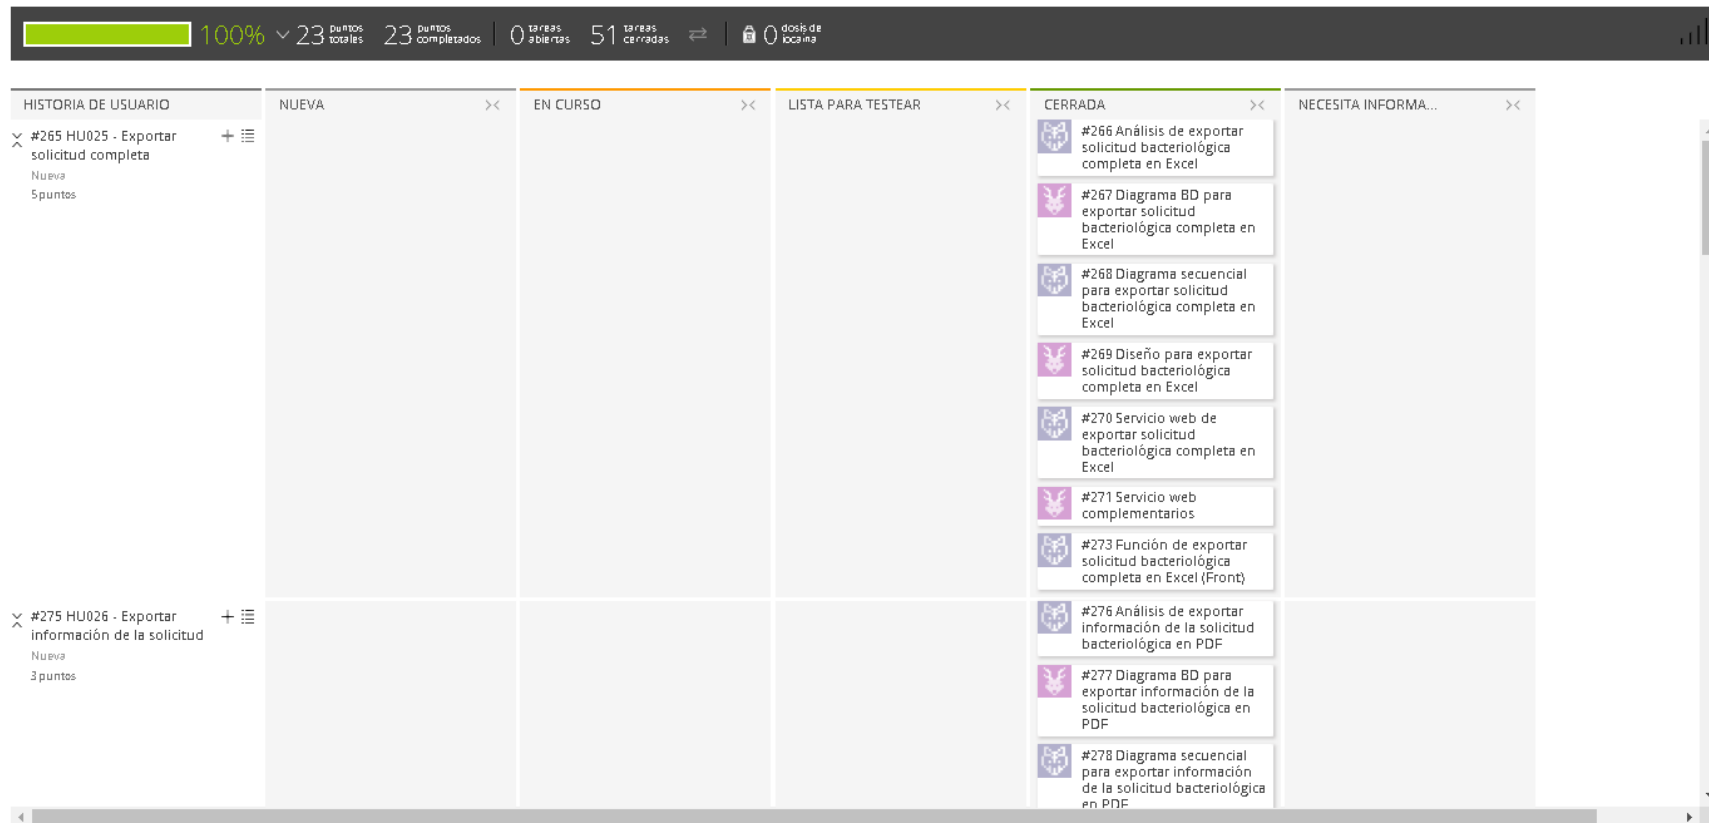 100% 23 puntos totales 23 puntos completados 0 tareas abiertas 51 tareas cerradas 0 dosis de iocaína
HISTORIA DE USUARIO NUEVA EN CURSO LISTA PARA TESTEAR CERRADA NECESITA INFORMA...
#265 HU025 - Exportar
solicitud completa
Nueva
5 puntos
#266 Análisis de exportar
solicitud bacteriológica
completa en Excel
#267 Diagrama BD para
exportar solicitud
bacteriológica completa en
Excel
#268 Diagrama secuencial
para exportar solicitud
bacteriológica completa en
Excel
#269 Diseño para exportar
solicitud bacteriológica
completa en Excel
#270 Servicio web de
exportar solicitud
bacteriológica completa en
Excel
#271 Servicio web
complementarios
#273 Función de exportar
solicitud bacteriológica
completa en Excel (Front)
#275 HU026 - Exportar
información de la solicitud
Nueva
3 puntos
#276 Análisis de exportar
información de la solicitud
bacteriológica en PDF
#277 Diagrama BD para
exportar información de la
solicitud bacteriológica en
PDF
#278 Diagrama secuencial
para exportar información
de la solicitud bacteriológica
en PDF